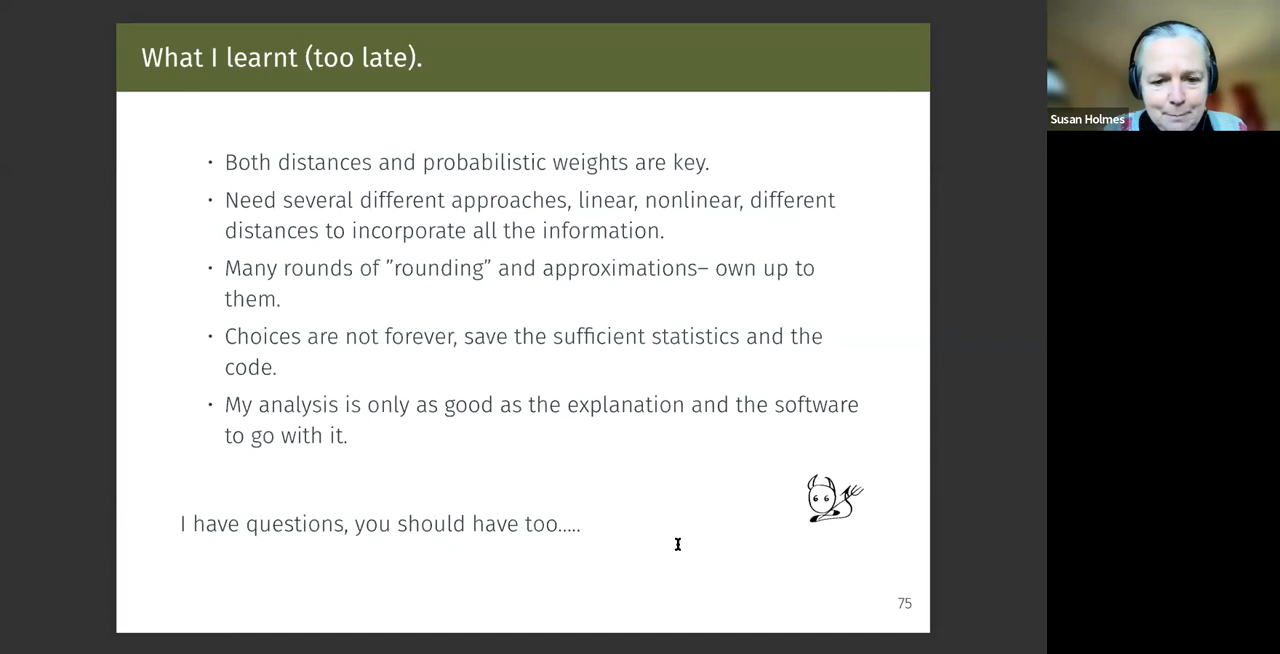 What I learnt (too late).
Susan Holmes
• Both distances and probabilistic weights are key.
• Need several different approaches, linear, nonlinear, different
distances to incorporate all the information.
• Many rounds of ”rounding” and approximations– own up to
them.
• Choices are not forever, save the sufficient statistics and the
code.
• My analysis is only as good as the explanation and the software
to go with it.
I have questions, you should have too.....
75